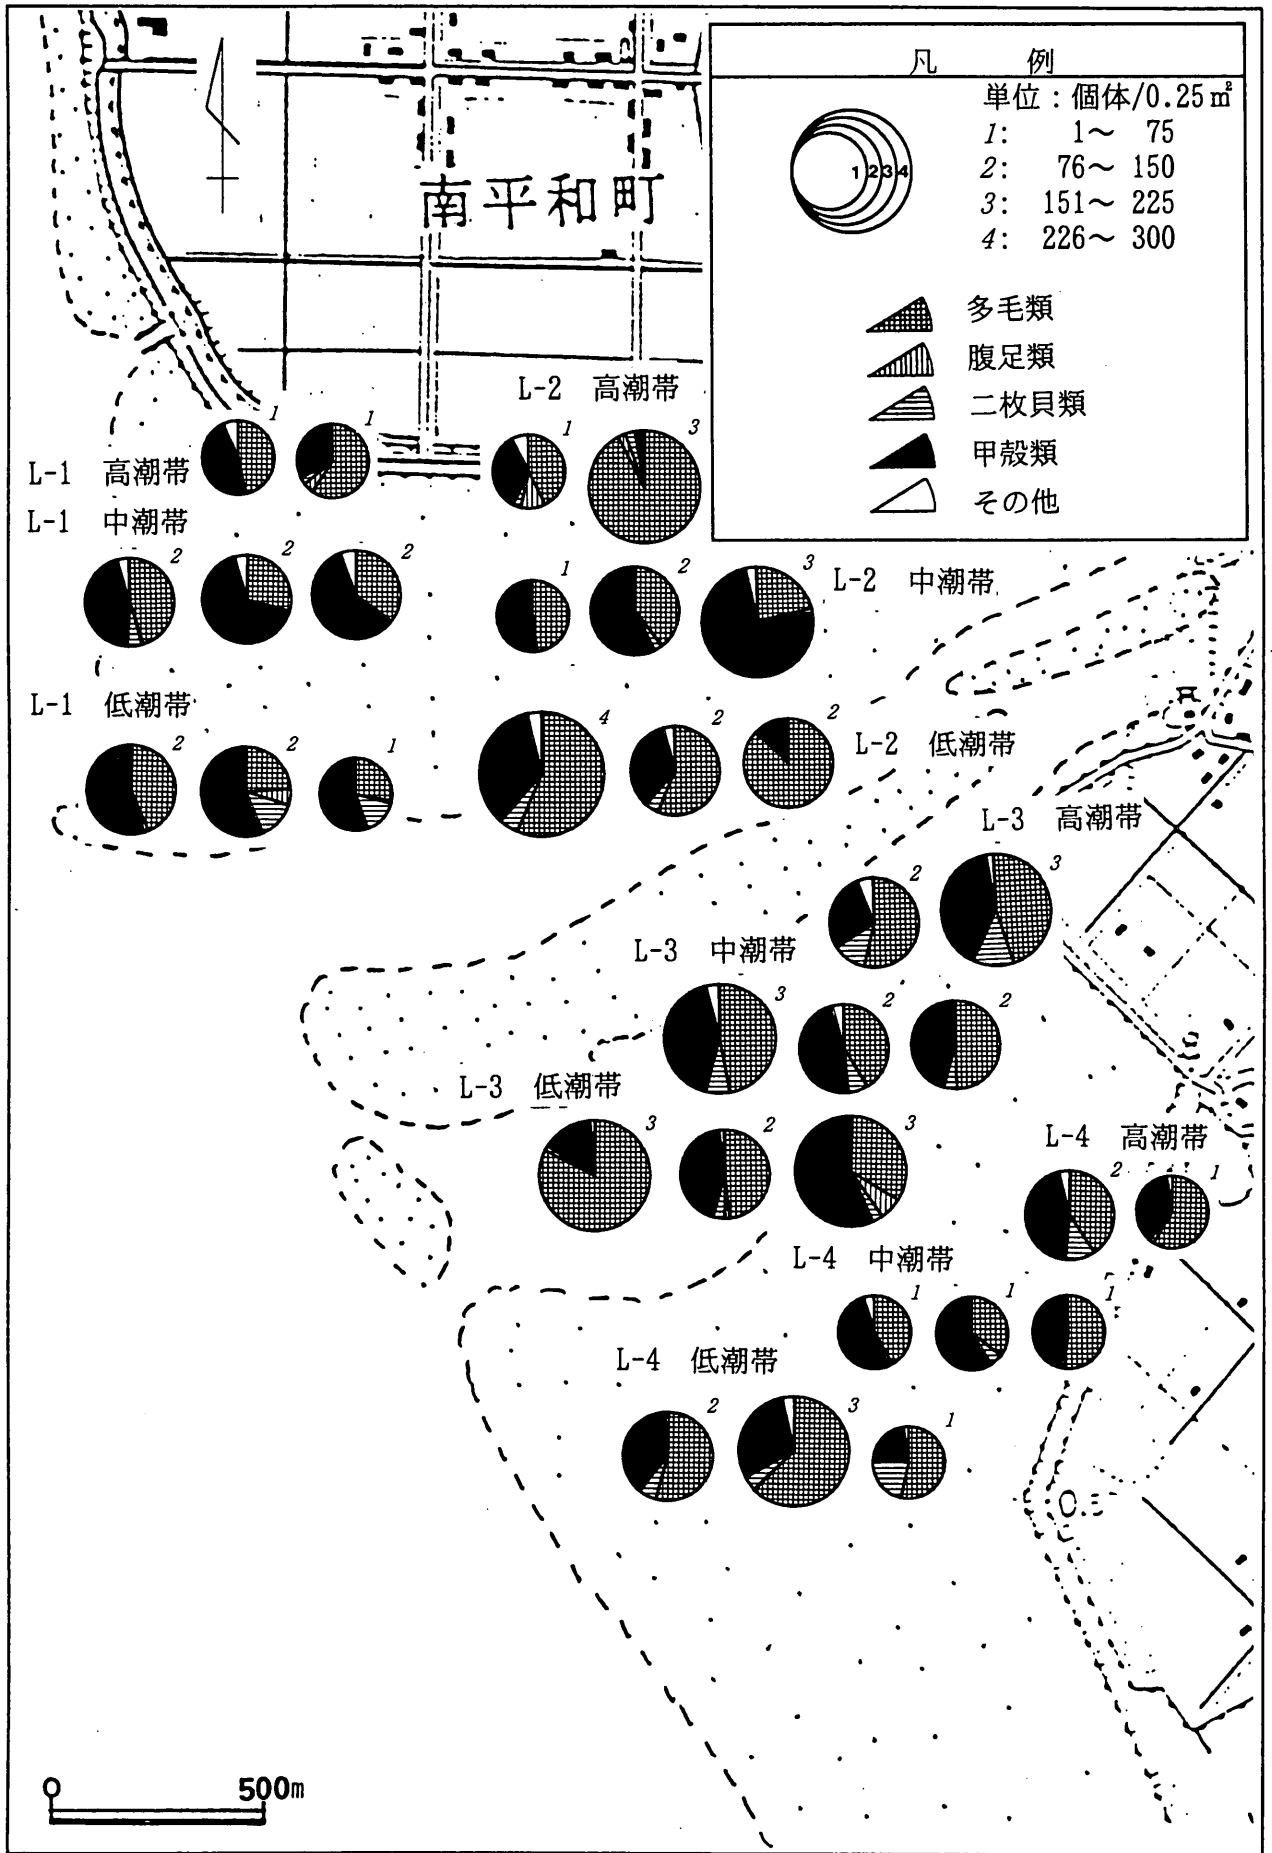 凡 例
単位：個体/0.25㎡
1: 1～ 75
2: 76～ 150
3: 151～ 225
4: 226～ 300
1 2 3 4
多毛類
腹足類
二枚貝類
甲殻類
その他
南平和町
L-2 高潮帯
1 1 1 3
L-1 高潮帯
L-1 中潮帯
2 2 2 1 2 3
L-2 中潮帯
L-1 低潮帯
2 2 1 4 2 2
L-2 低潮帯
L-3 高潮帯
2 3
L-3 中潮帯
3 2 2
L-3 低潮帯
3 2 3
L-4 高潮帯
2 1
L-4 中潮帯
1 1 1
L-4 低潮帯
2 3 1
0 500m